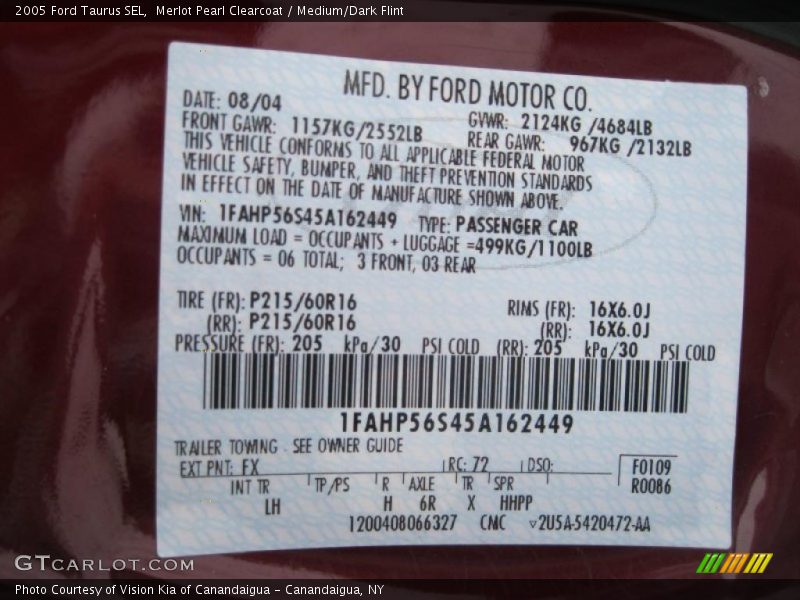 2005 Ford Taurus SEL, Merlot Pearl Clearcoat / Medium/Dark Flint
MFD. BY FORD MOTOR CO.
DATE: 08/04 GVWR: 2124KG /4684LB
FRONT GAWR: 1157KG/2552LB REAR GAWR: 967KG /2132LB
THIS VEHICLE CONFORMS TO ALL APPLICABLE FEDERAL MOTOR
VEHICLE SAFETY, BUMPER, AND THEFT PREVENTION STANDARDS
IN EFFECT ON THE DATE OF MANUFACTURE SHOWN ABOVE.
VIN: 1FAHP56S45A162449 TYPE: PASSENGER CAR
MAXIMUM LOAD = OCCUPANTS + LUGGAGE =499KG/1100LB
OCCUPANTS = 06 TOTAL; 3 FRONT, 03 REAR
TIRE (FR): P215/60R16 RIMS (FR): 16X6.0J
(RR): P215/60R16 (RR): 16X6.0J
PRESSURE (FR): 205 kPa/30 PSI COLD (RR): 205 kPa/30 PSI COLD
1FAHP56S45A162449
TRAILER TOWING . SEE OWNER GUIDE
EXT PNT: FX RC: 72 DSO: F0109
INT TR TP/PS R AXLE TR SPR R0086
LH H 6R X HHPP
1200408066327 CMC ▿2U5A-5420472-AA
GTCARLOT.COM
Photo Courtesy of Vision Kia of Canandaigua - Canandaigua, NY